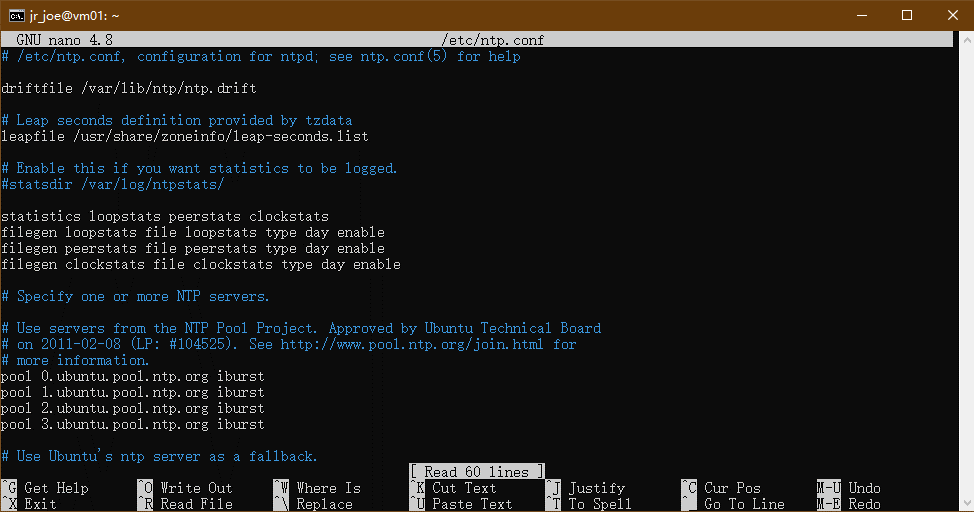 jr_joe@vm01: ~
GNU nano 4.8 /etc/ntp.conf
# /etc/ntp.conf, configuration for ntpd; see ntp.conf(5) for help
driftfile /var/lib/ntp/ntp.drift
# Leap seconds definition provided by tzdata
leapfile /usr/share/zoneinfo/leap-seconds.list
# Enable this if you want statistics to be logged.
#statsdir /var/log/ntpstats/
statistics loopstats peerstats clockstats
filegen loopstats file loopstats type day enable
filegen peerstats file peerstats type day enable
filegen clockstats file clockstats type day enable
# Specify one or more NTP servers.
# Use servers from the NTP Pool Project. Approved by Ubuntu Technical Board
# on 2011-02-08 (LP: #104525). See http://www.pool.ntp.org/join.html for
# more information.
pool 0.ubuntu.pool.ntp.org iburst
pool 1.ubuntu.pool.ntp.org iburst
pool 2.ubuntu.pool.ntp.org iburst
pool 3.ubuntu.pool.ntp.org iburst
# Use Ubuntu's ntp server as a fallback.
[ Read 60 lines ]
^G Get Help ^O Write Out ^W Where Is ^K Cut Text ^J Justify ^C Cur Pos M-U Undo
^X Exit ^R Read File ^\ Replace ^U Paste Text ^T To Spell ^_ Go To Line M-E Redo